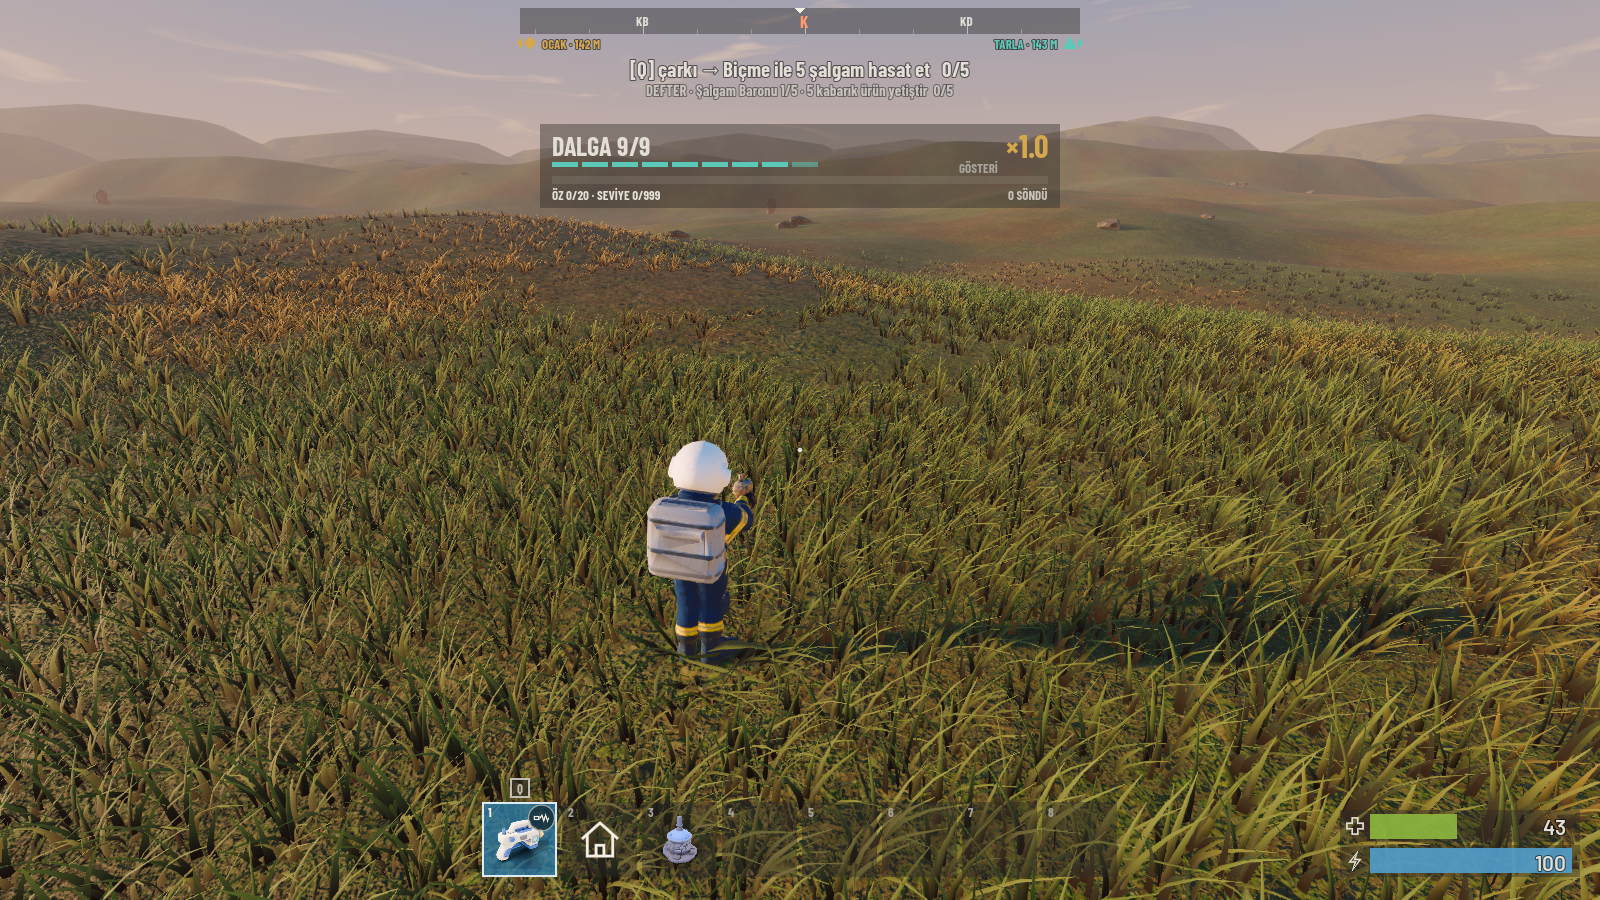 KB K KD
OCAK · 142 M
TARLA · 143 M
[Q] çarkı → Biçme ile 5 şalgam hasat et 0/5
DEFTER · Şalgam Baronu 1/5 · 5 kabarık ürün yetiştir 0/5
DALGA 9/9
×1.0
GÖSTERİ
ÖZ 0/20 · SEVİYE 0/999
0 SÖNDÜ
Q
1 2 3 4 5 6 7 8
43
100